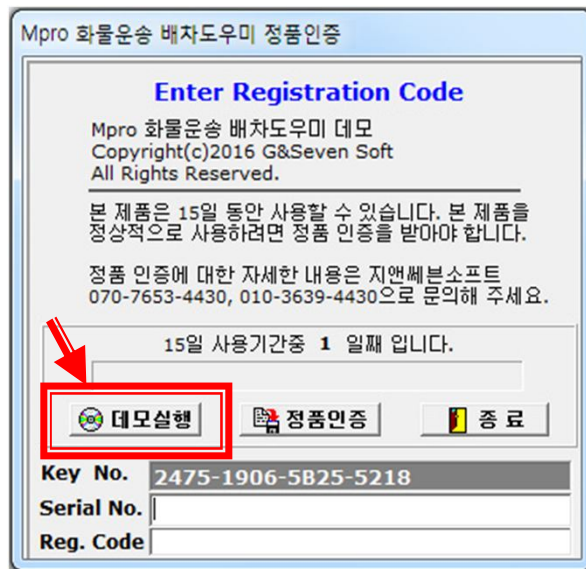 Mpro 화물운송 배차도우미 정품인증
Enter Registration Code
Mpro 화물운송 배차도우미 데모
Copyright(c)2016 G&Seven Soft
All Rights Reserved.
본 제품은 15일 동안 사용할 수 있습니다. 본 제품을
정상적으로 사용하려면 정품 인증을 받아야 합니다.
정품 인증에 대한 자세한 내용은 지앤쎄븐소프트
070-7653-4430, 010-3639-4430으로 문의해 주세요.
15일 사용기간중 1 일째 입니다.
데모실행 정품인증 종 료
Key No. 2475-1906-5B25-5218
Serial No.
Reg. Code